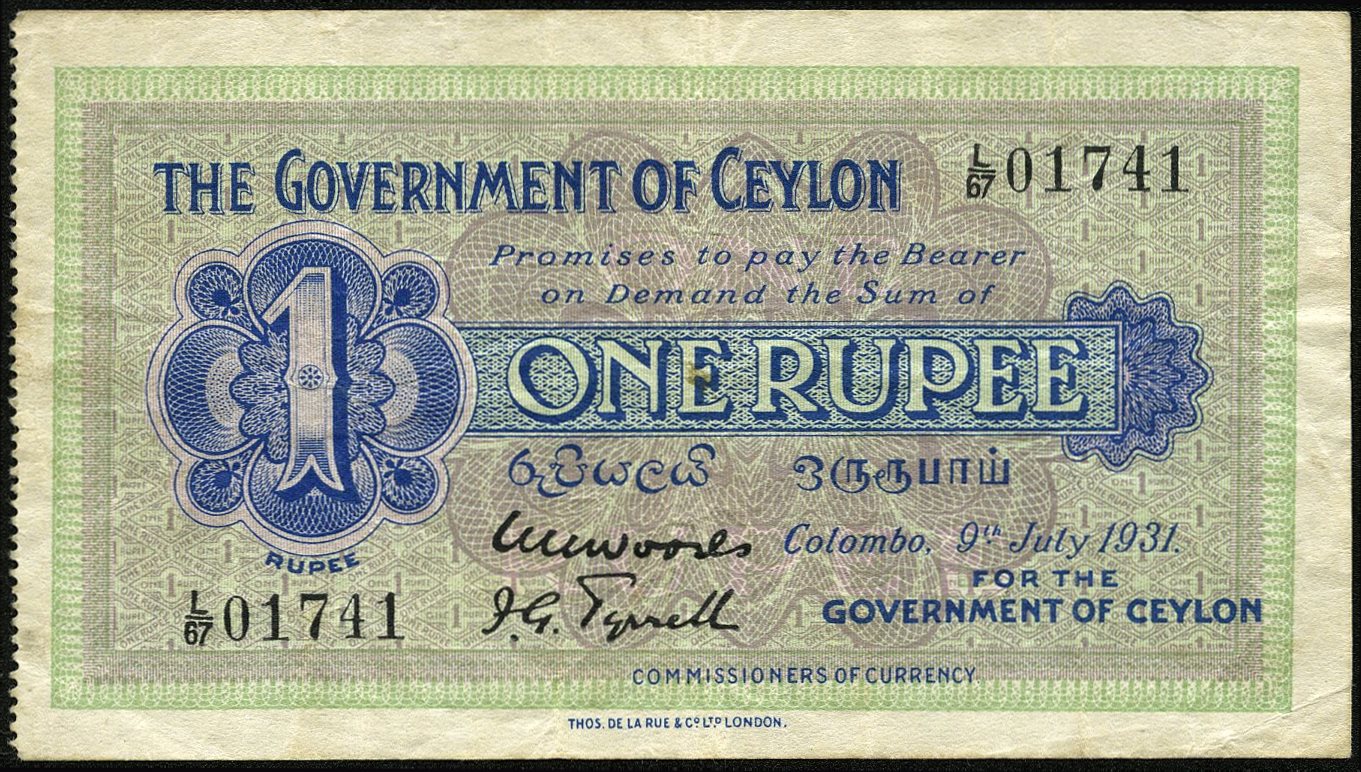 THE GOVERNMENT OF CEYLON
L/67 01741
Promises to pay the Bearer
on Demand the Sum of
1
ONE RUPEE
රුපියලයි ஒருரூபாய்
RUPEE
Colombo, 9th July 1931.
FOR THE
GOVERNMENT OF CEYLON
L/67 01741
W W Woods
J. G. Tyrrell
COMMISSIONERS OF CURRENCY
THOS. DE LA RUE & CO. LTD LONDON.